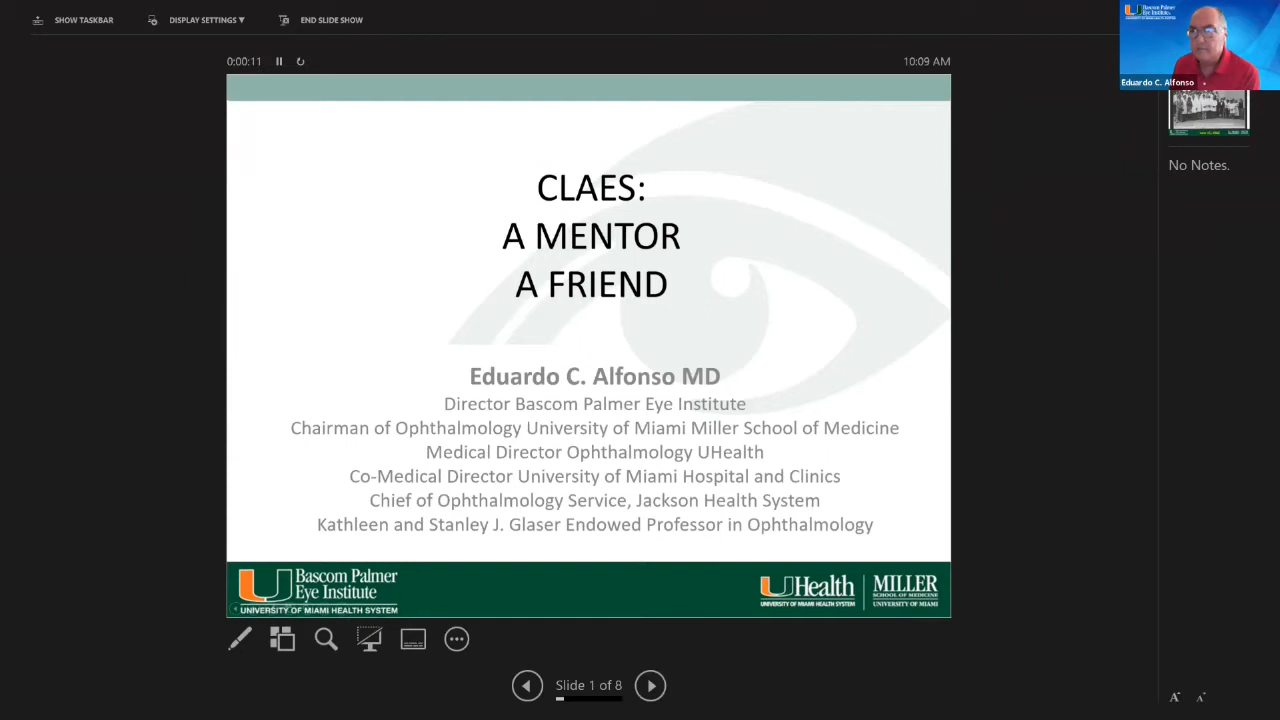 SHOW TASKBAR
DISPLAY SETTINGS ▼
END SLIDE SHOW
0:00:11
10:09 AM
Bascom Palmer
Eye Institute
Eduardo C. Alfonso
No Notes.
CLAES:
A MENTOR
A FRIEND
Eduardo C. Alfonso MD
Director Bascom Palmer Eye Institute
Chairman of Ophthalmology University of Miami Miller School of Medicine
Medical Director Ophthalmology UHealth
Co-Medical Director University of Miami Hospital and Clinics
Chief of Ophthalmology Service, Jackson Health System
Kathleen and Stanley J. Glaser Endowed Professor in Ophthalmology
Bascom Palmer
Eye Institute
UNIVERSITY OF MIAMI HEALTH SYSTEM
UHealth
UNIVERSITY OF MIAMI HEALTH SYSTEM
MILLER
SCHOOL OF MEDICINE
UNIVERSITY OF MIAMI
Slide 1 of 8
A A